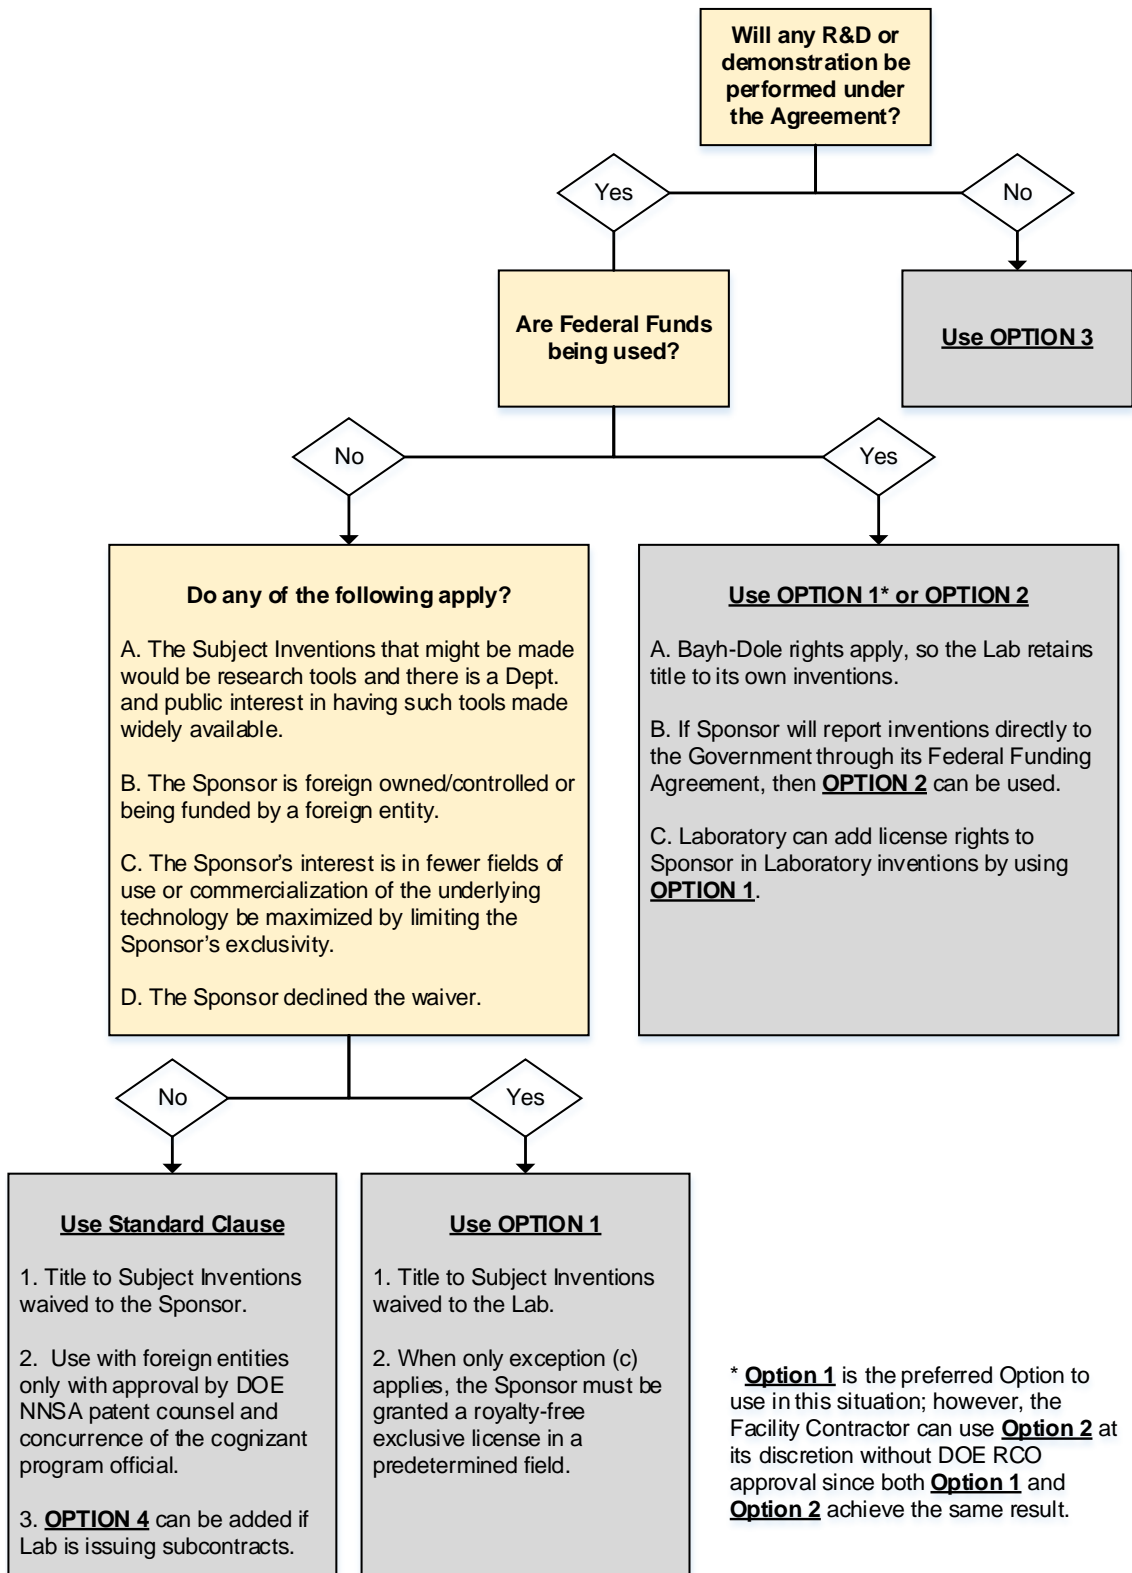 Will any R&D or
demonstration be
performed under
the Agreement?
Yes
No
Are Federal Funds
being used?
Use OPTION 3
No
Yes
Do any of the following apply?
A. The Subject Inventions that might be made
would be research tools and there is a Dept.
and public interest in having such tools made
widely available.
B. The Sponsor is foreign owned/controlled or
being funded by a foreign entity.
C. The Sponsor's interest is in fewer fields of
use or commercialization of the underlying
technology be maximized by limiting the
Sponsor's exclusivity.
D. The Sponsor declined the waiver.
Use OPTION 1* or OPTION 2
A. Bayh-Dole rights apply, so the Lab retains
title to its own inventions.
B. If Sponsor will report inventions directly to
the Government through its Federal Funding
Agreement, then OPTION 2 can be used.
C. Laboratory can add license rights to
Sponsor in Laboratory inventions by using
OPTION 1.
No
Yes
Use Standard Clause
1. Title to Subject Inventions
waived to the Sponsor.
2. Use with foreign entities
only with approval by DOE
NNSA patent counsel and
concurrence of the cognizant
program official.
3. OPTION 4 can be added if
Lab is issuing subcontracts.
Use OPTION 1
1. Title to Subject Inventions
waived to the Lab.
2. When only exception (c)
applies, the Sponsor must be
granted a royalty-free
exclusive license in a
predetermined field.
* Option 1 is the preferred Option to
use in this situation; however, the
Facility Contractor can use Option 2 at
its discretion without DOE RCO
approval since both Option 1 and
Option 2 achieve the same result.